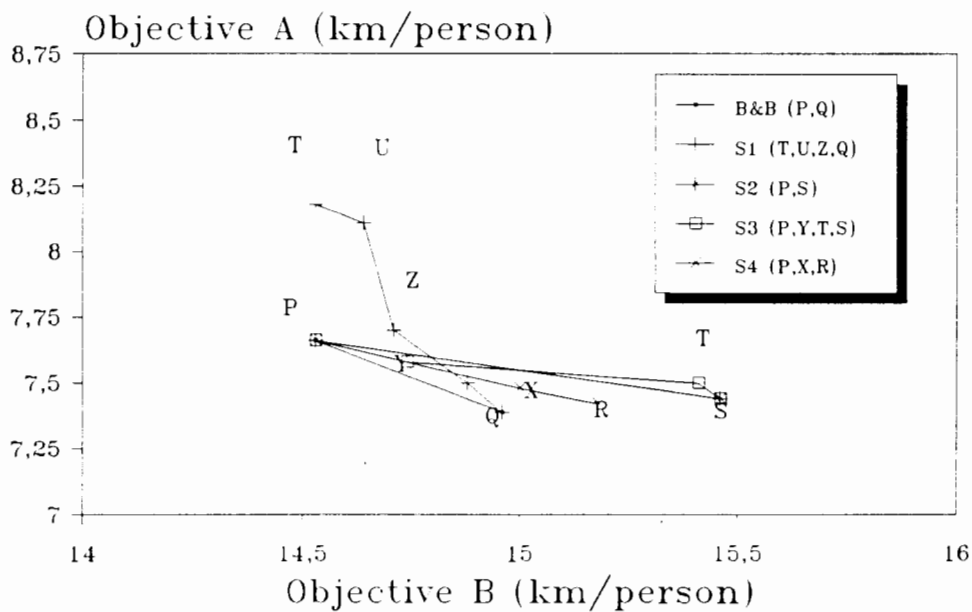 Objective A (km/person)
8,75
8,5
8,25
8
7,75
7,5
7,25
7
T U
Z
P
T
Y
X
Q
R
S
B&B (P,Q)
S1 (T,U,Z,Q)
S2 (P,S)
S3 (P,Y,T,S)
S4 (P,X,R)
14 14,5 15 15,5 16
Objective B (km/person)